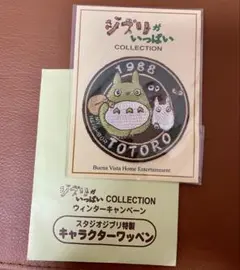 ジブリが
いっぱい
COLLECTION
1988
TOTORO
Buena Vista Home Entertainment
ジブリがいっぱい COLLECTION
ウィンターキャンペーン
スタジオジブリ特製
キャラクターワッペン